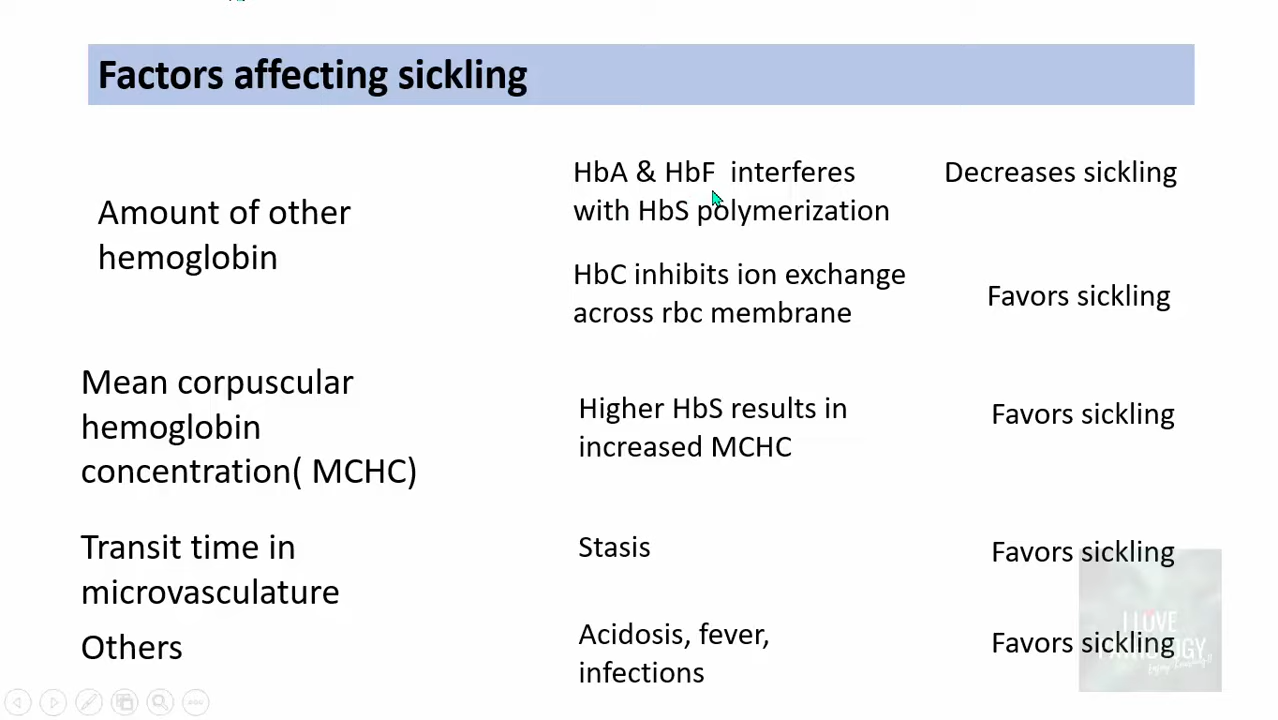 Factors affecting sickling
Amount of other
hemoglobin
HbA & HbF interferes
with HbS polymerization
Decreases sickling
HbC inhibits ion exchange
across rbc membrane
Favors sickling
Mean corpuscular
hemoglobin
concentration( MCHC)
Higher HbS results in
increased MCHC
Favors sickling
Transit time in
microvasculature
Stasis
Favors sickling
Others
Acidosis, fever,
infections
Favors sickling
I LOVE